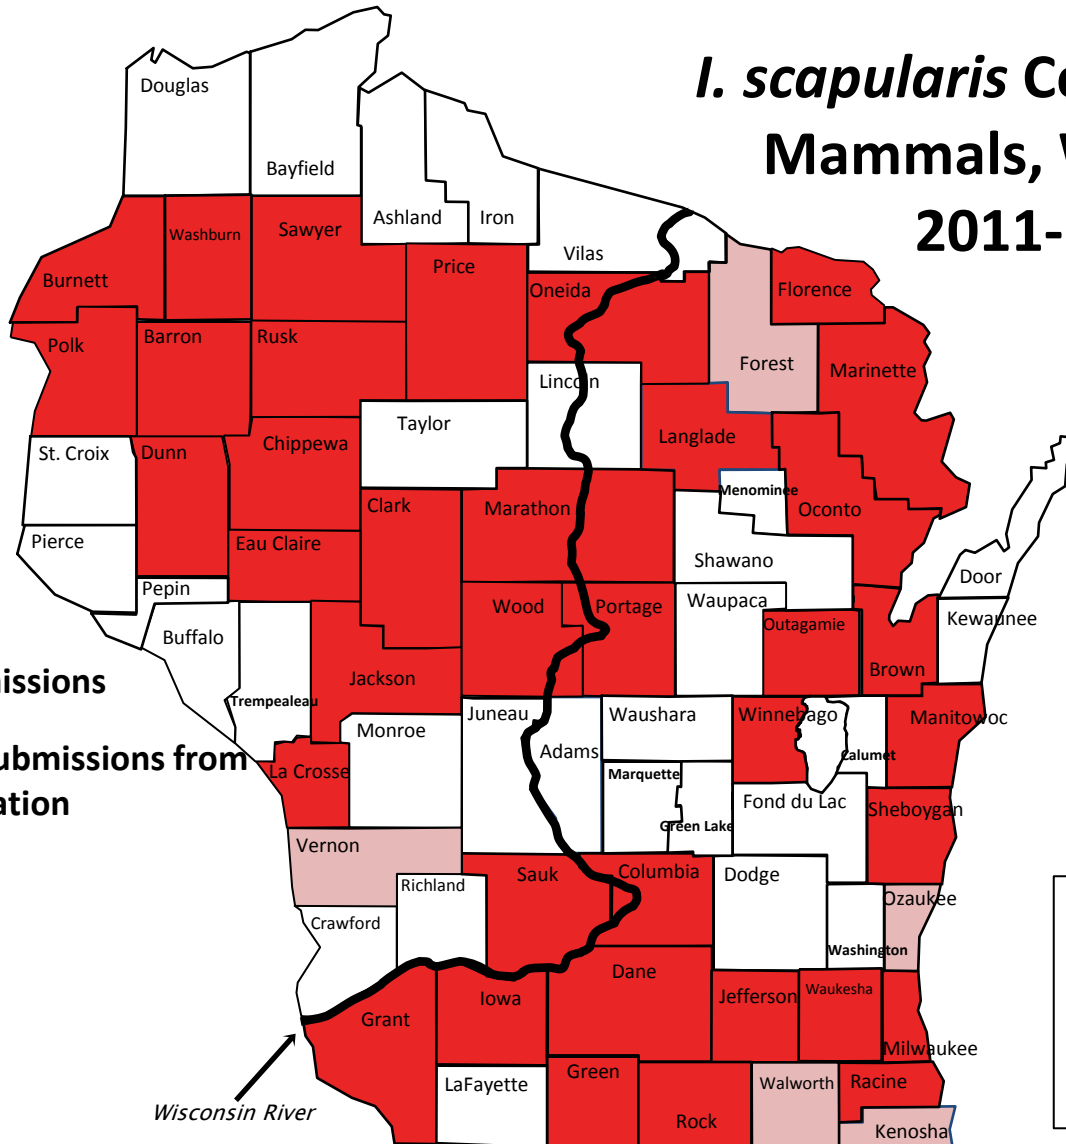 I. scapularis
Mammals,
2011-
Douglas
Bayfield
Ashland
Iron
Vilas
Washburn
Sawyer
Price
Burnett
Oneida
Florence
Polk
Barron
Rusk
Forest
Marinette
Lincoln
Taylor
St. Croix
Dunn
Chippewa
Langlade
Menominee
Clark
Marathon
Oconto
Pierce
Eau Claire
Shawano
Door
Pepin
Wood
Portage
Waupaca
Kewaunee
Buffalo
Outagamie
Brown
issions
Jackson
Trempealeau
Juneau
Waushara
Winnebago
Manitowoc
Monroe
Adams
Calumet
ubmissions from
La Crosse
Marquette
ation
Fond du Lac
Sheboygan
Green Lake
Vernon
Sauk
Columbia
Dodge
Richland
Ozaukee
Crawford
Washington
Dane
Iowa
Jefferson
Waukesha
Grant
Milwaukee
Green
LaFayette
Walworth
Racine
Wisconsin River
Rock
Kenosha